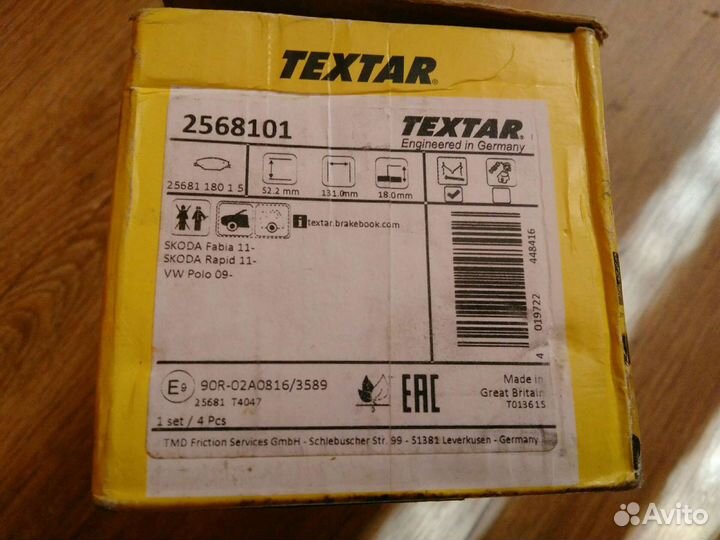 TEXTAR
2568101
TEXTAR
Engineered in Germany
25681 180 1 5
52.2 mm
131.0mm
18.0mm
i textar.brakebook.com
SKODA Fabia 11-
SKODA Rapid 11-
VW Polo 09-
4 019722 448416
E9 90R-02A0816/3589
25681 T4047
EAC
Made in
Great Britain
T013615
1 set / 4 Pcs
TMD Friction Services GmbH - Schlebuscher Str. 99 - 51381 Leverkusen - Germany
Avito